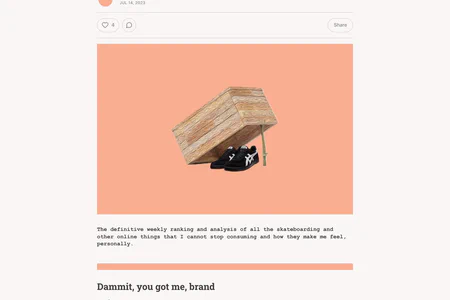 JUL 14, 2023
4
Share
The definitive weekly ranking and analysis of all the skateboarding and
other online things that I cannot stop consuming and how they make me feel,
personally.
Dammit, you got me, brand